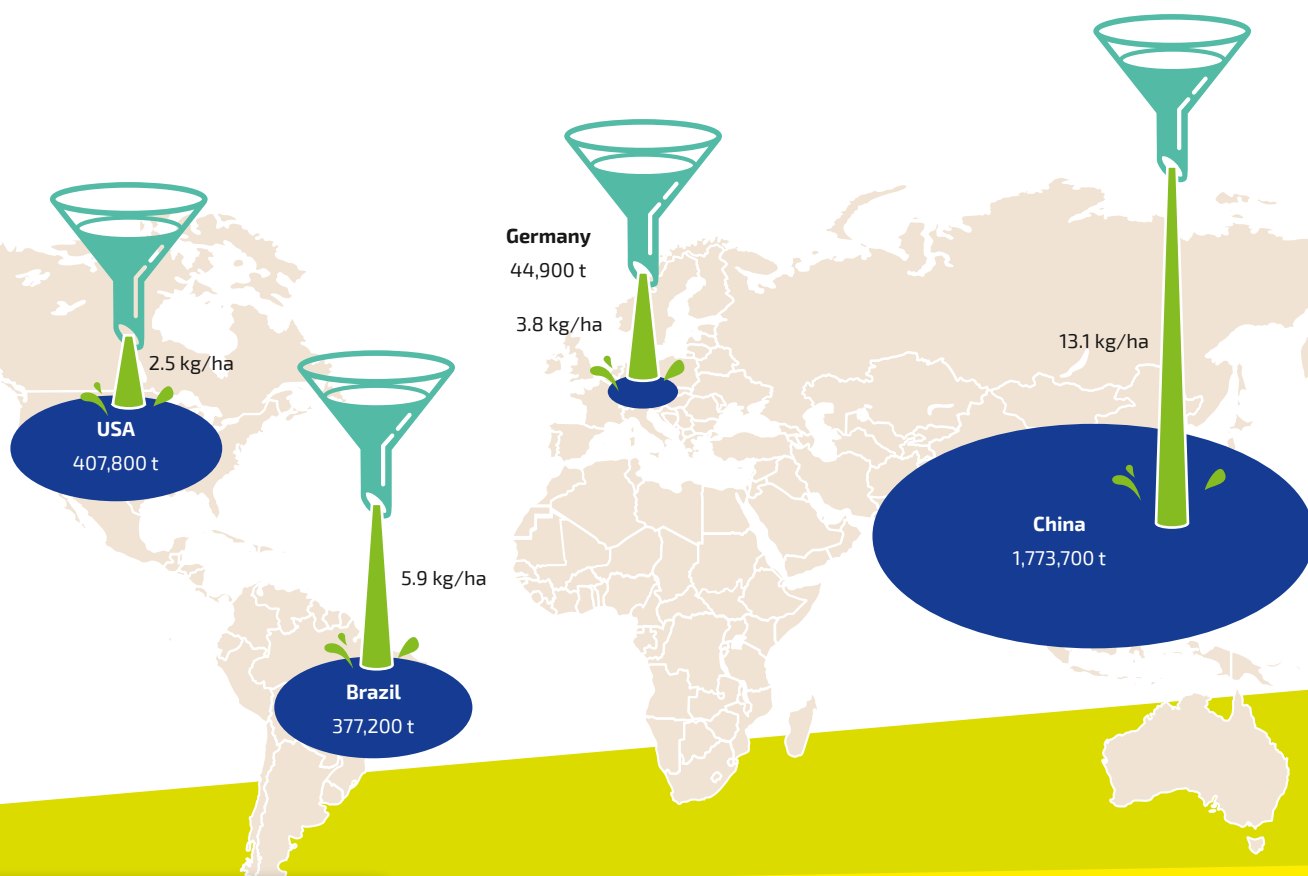 Germany
44,900 t
3.8 kg/ha
13.1 kg/ha
2.5 kg/ha
USA
407,800 t
China
1,773,700 t
5.9 kg/ha
Brazil
377,200 t